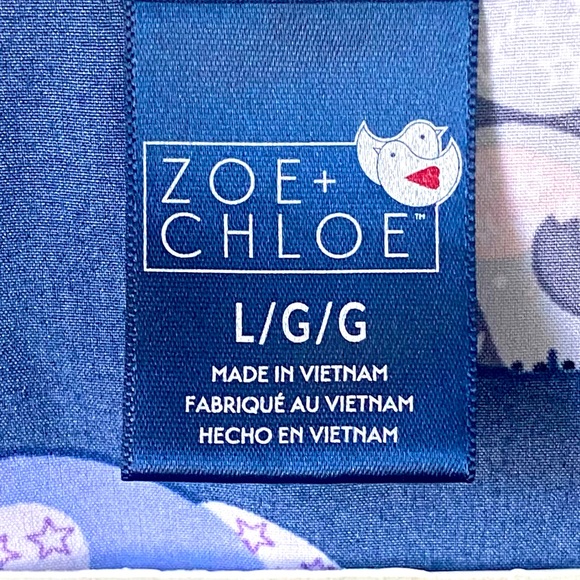 ZOE+
CHLOE™
L/G/G
MADE IN VIETNAM
FABRIQUÉ AU VIETNAM
HECHO EN VIETNAM